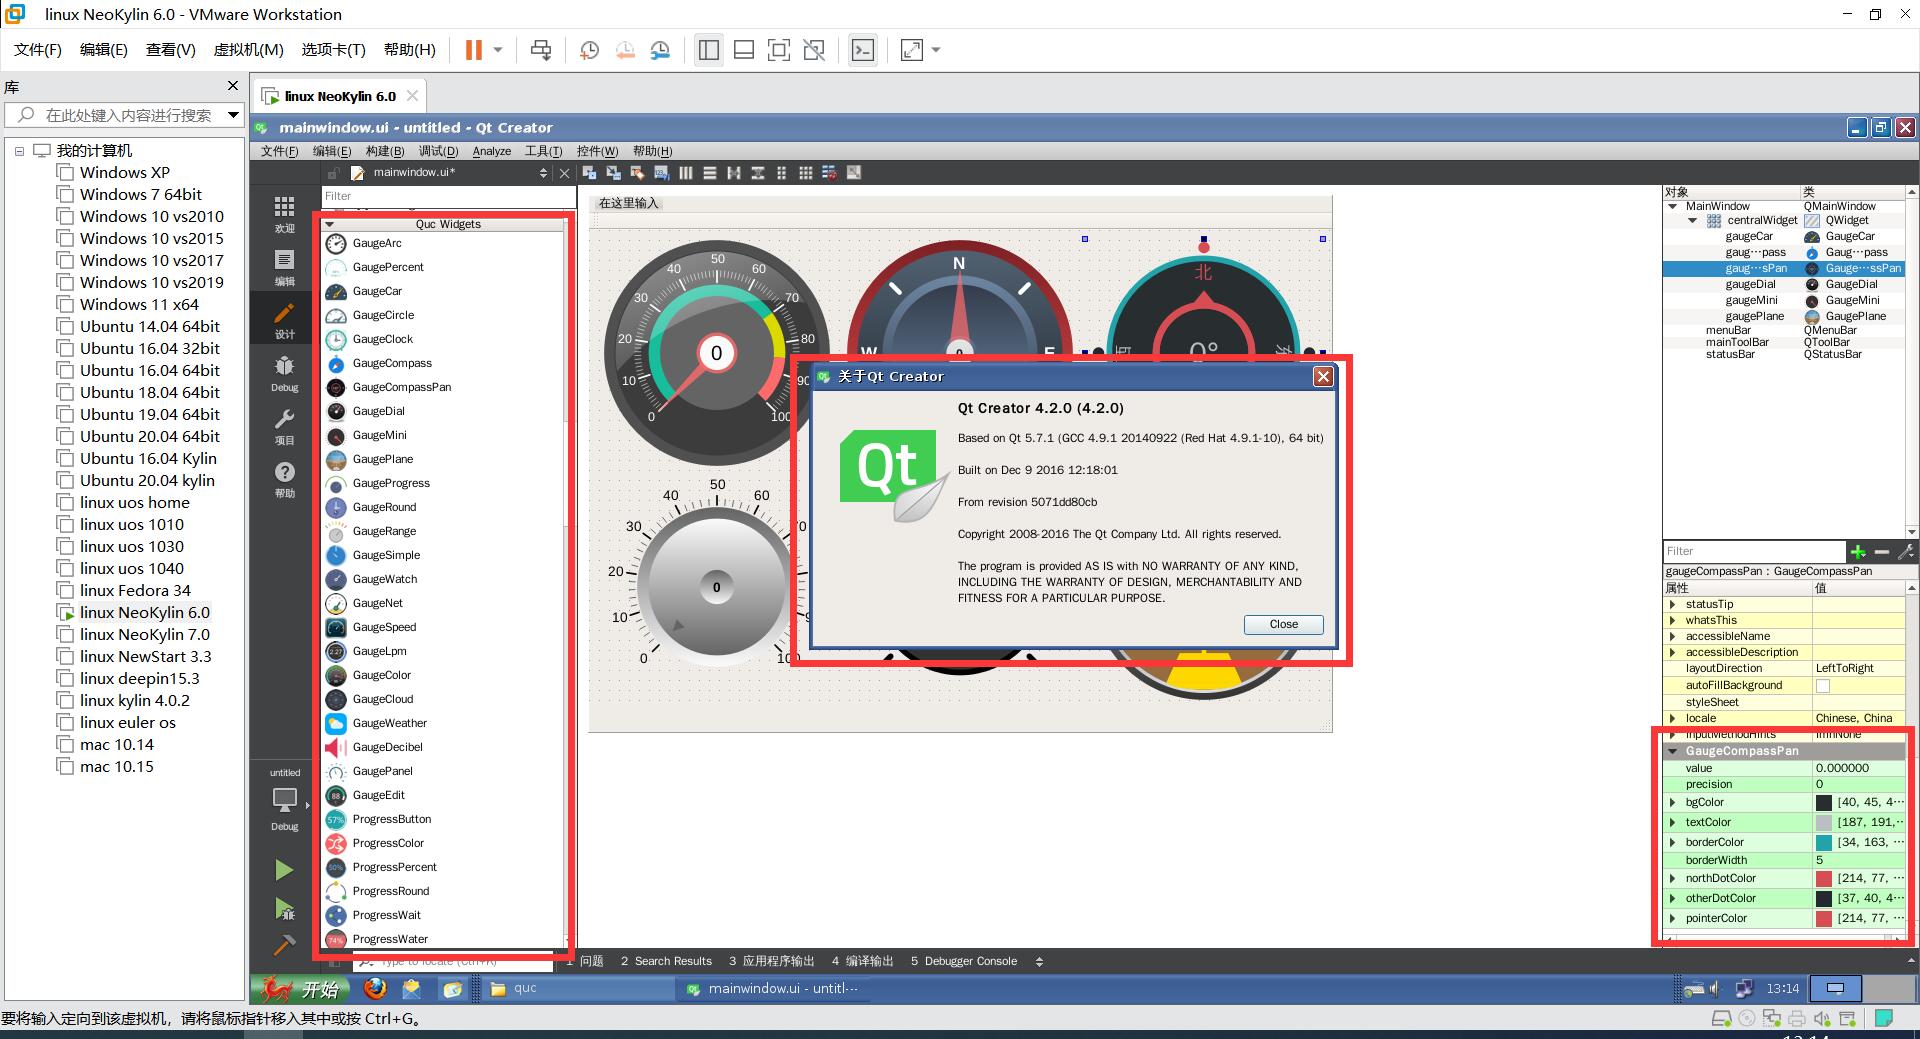 linux NeoKylin 6.0 - VMware Workstation
文件(F) 编辑(E) 查看(V) 虚拟机(M) 选项卡(T) 帮助(H)
库
在此处键入内容进行搜索
我的计算机
Windows XP
Windows 7 64bit
Windows 10 vs2010
Windows 10 vs2015
Windows 10 vs2017
Windows 10 vs2019
Windows 11 x64
Ubuntu 14.04 64bit
Ubuntu 16.04 32bit
Ubuntu 16.04 64bit
Ubuntu 18.04 64bit
Ubuntu 19.04 64bit
Ubuntu 20.04 64bit
Ubuntu 16.04 Kylin
Ubuntu 20.04 kylin
linux uos home
linux uos 1010
linux uos 1030
linux uos 1040
linux Fedora 34
linux NeoKylin 6.0
linux NeoKylin 7.0
linux NewStart 3.3
linux deepin15.3
linux kylin 4.0.2
linux euler os
mac 10.14
mac 10.15
linux NeoKylin 6.0
mainwindow.ui - untitled - Qt Creator
文件(F) 编辑(E) 构建(B) 调试(D) Analyze 工具(T) 控件(W) 帮助(H)
mainwindow.ui*
欢迎
编辑
设计
Debug
项目
帮助
untitled
Debug
Filter
Quc Widgets
GaugeArc
GaugePercent
GaugeCar
GaugeCircle
GaugeClock
GaugeCompass
GaugeCompassPan
GaugeDial
GaugeMini
GaugePlane
GaugeProgress
GaugeRound
GaugeRange
GaugeSimple
GaugeWatch
GaugeNet
GaugeSpeed
GaugeLpm
GaugeColor
GaugeCloud
GaugeWeather
GaugeDecibel
GaugePanel
GaugeEdit
ProgressButton
ProgressColor
ProgressPercent
ProgressRound
ProgressWait
ProgressWater
在这里输入
0 10 20 30 40 50 60 70 80 90 100
0
N
W E
0
北
0°
0 10 20 30 40 50 60 70 9 100
0
关于Qt Creator
Qt
Qt Creator 4.2.0 (4.2.0)
Based on Qt 5.7.1 (GCC 4.9.1 20140922 (Red Hat 4.9.1-10), 64 bit)
Built on Dec 9 2016 12:18:01
From revision 5071dd80cb
Copyright 2008-2016 The Qt Company Ltd. All rights reserved.
The program is provided AS IS with NO WARRANTY OF ANY KIND,
INCLUDING THE WARRANTY OF DESIGN, MERCHANTABILITY AND
FITNESS FOR A PARTICULAR PURPOSE.
Close
对象 类
MainWindow QMainWindow
centralWidget QWidget
gaugeCar GaugeCar
gaug···pass Gaug···pass
gaug···sPan Gauge···ssPan
gaugeDial GaugeDial
gaugeMini GaugeMini
gaugePlane GaugePlane
menuBar QMenuBar
mainToolBar QToolBar
statusBar QStatusBar
Filter
gaugeCompassPan : GaugeCompassPan
属性 值
statusTip
whatsThis
accessibleName
accessibleDescription
layoutDirection LeftToRight
autoFillBackground
styleSheet
locale Chinese, China
inputMethodHints ImhNone
GaugeCompassPan
value 0.000000
precision 0
bgColor [40, 45, 4···
textColor [187, 191,···
borderColor [34, 163, ···
borderWidth 5
northDotColor [214, 77, ···
otherDotColor [37, 40, 4···
pointerColor [214, 77, ···
Type to locate (Ctrl+K)
1 问题 2 Search Results 3 应用程序输出 4 编译输出 5 Debugger Console
开始 quc mainwindow.ui - untitl··· 13:14
要将输入定向到该虚拟机，请将鼠标指针移入其中或按 Ctrl+G。